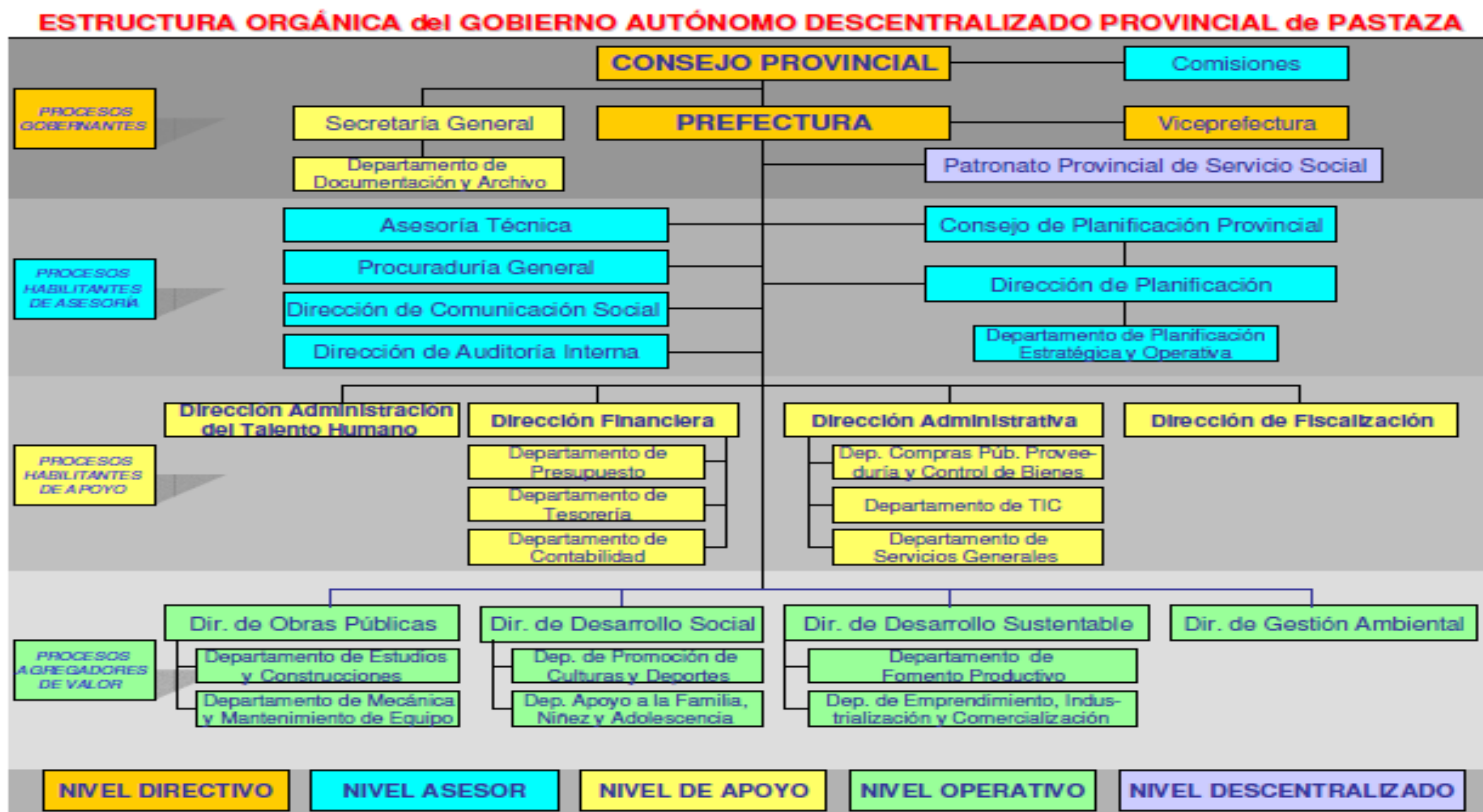 ESTRUCTURA ORGÁNICA del GOBIERNO AUTÓNOMO DESCENTRALIZADO PROVINCIAL de PASTAZA
CONSEJO PROVINCIAL
Comisiones
PROCESOS
GOBERNANTES
Secretaría General
PREFECTURA
Viceprefectura
Departamento de
Documentación y Archivo
Patronato Provincial de Servicio Social
PROCESOS
HABILITANTES
DE ASESORÍA
Asesoría Técnica
Consejo de Planificación Provincial
Procuraduría General
Dirección de Planificación
Dirección de Comunicación Social
Dirección de Auditoría Interna
Departamento de Planificación
Estratégica y Operativa
PROCESOS
HABILITANTES
DE APOYO
Dirección Administración
del Talento Humano
Dirección Financiera
Dirección Administrativa
Dirección de Fiscalización
Departamento de
Presupuesto
Dep. Compras Púb. Provee-
duría y Control de Bienes
Departamento de
Tesorería
Departamento de TIC
Departamento de
Contabilidad
Departamento de
Servicios Generales
PROCESOS
AGREGADORES
DE VALOR
Dir. de Obras Públicas
Dir. de Desarrollo Social
Dir. de Desarrollo Sustentable
Dir. de Gestión Ambiental
Departamento de Estudios
y Construcciones
Dep. de Promoción de
Culturas y Deportes
Departamento de
Fomento Productivo
Departamento de Mecánica
y Mantenimiento de Equipo
Dep. Apoyo a la Familia,
Niñez y Adolescencia
Dep. de Emprendimiento, Indus-
trialización y Comercialización
NIVEL DIRECTIVO
NIVEL ASESOR
NIVEL DE APOYO
NIVEL OPERATIVO
NIVEL DESCENTRALIZADO